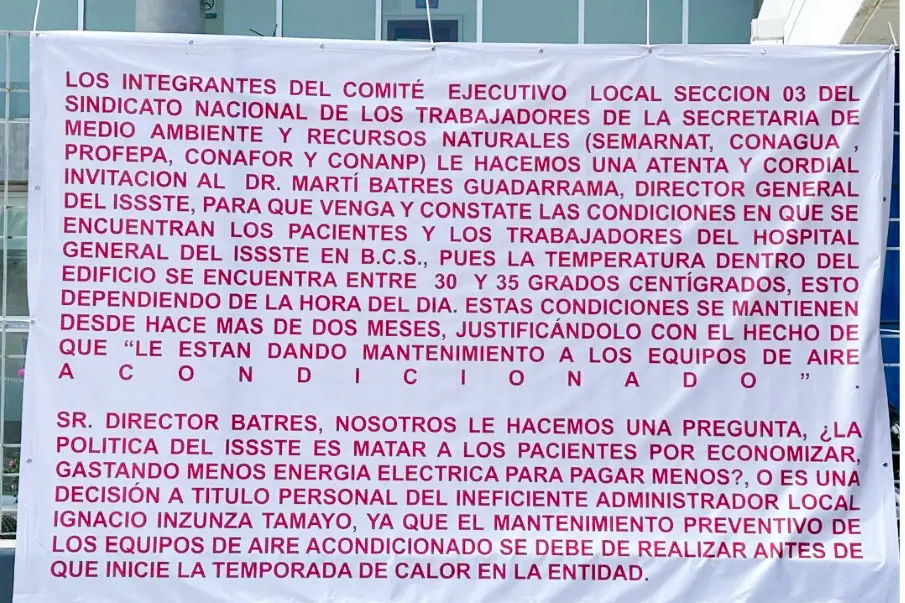 LOS INTEGRANTES DEL COMITÉ EJECUTIVO LOCAL SECCION 03 DEL
SINDICATO NACIONAL DE LOS TRABAJADORES DE LA SECRETARIA DE
MEDIO AMBIENTE Y RECURSOS NATURALES (SEMARNAT, CONAGUA ,
PROFEPA, CONAFOR Y CONANP) LE HACEMOS UNA ATENTA Y CORDIAL
INVITACION AL DR. MARTÍ BATRES GUADARRAMA, DIRECTOR GENERAL
DEL ISSSTE, PARA QUE VENGA Y CONSTATE LAS CONDICIONES EN QUE SE
ENCUENTRAN LOS PACIENTES Y LOS TRABAJADORES DEL HOSPITAL
GENERAL DEL ISSSTE EN B.C.S., PUES LA TEMPERATURA DENTRO DEL
EDIFICIO SE ENCUENTRA ENTRE 30 Y 35 GRADOS CENTÍGRADOS, ESTO
DEPENDIENDO DE LA HORA DEL DIA. ESTAS CONDICIONES SE MANTIENEN
DESDE HACE MAS DE DOS MESES, JUSTIFICÁNDOLO CON EL HECHO DE
QUE “LE ESTAN DANDO MANTENIMIENTO A LOS EQUIPOS DE AIRE
A C O N D I C I O N A D O ” .
SR. DIRECTOR BATRES, NOSOTROS LE HACEMOS UNA PREGUNTA, ¿LA
POLITICA DEL ISSSTE ES MATAR A LOS PACIENTES POR ECONOMIZAR,
GASTANDO MENOS ENERGIA ELECTRICA PARA PAGAR MENOS?, O ES UNA
DECISIÓN A TITULO PERSONAL DEL INEFICIENTE ADMINISTRADOR LOCAL
IGNACIO INZUNZA TAMAYO, YA QUE EL MANTENIMIENTO PREVENTIVO DE
LOS EQUIPOS DE AIRE ACONDICIONADO SE DEBE DE REALIZAR ANTES DE
QUE INICIE LA TEMPORADA DE CALOR EN LA ENTIDAD.